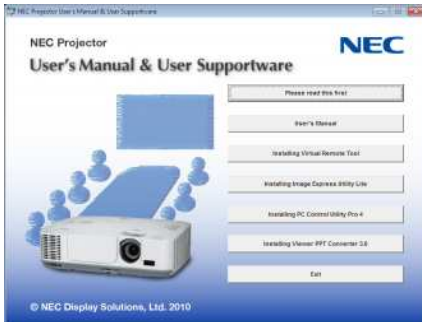 NEC Projector User's Manual & User Supportware
NEC Projector
NEC
User's Manual & User Supportware
Please read this first
User's Manual
Installing Virtual Remote Tool
Installing Image Express Utility Lite
Installing PC Control Utility Pro 4
Installing Viewer PPT Converter 3.0
Exit
© NEC Display Solutions, Ltd. 2010